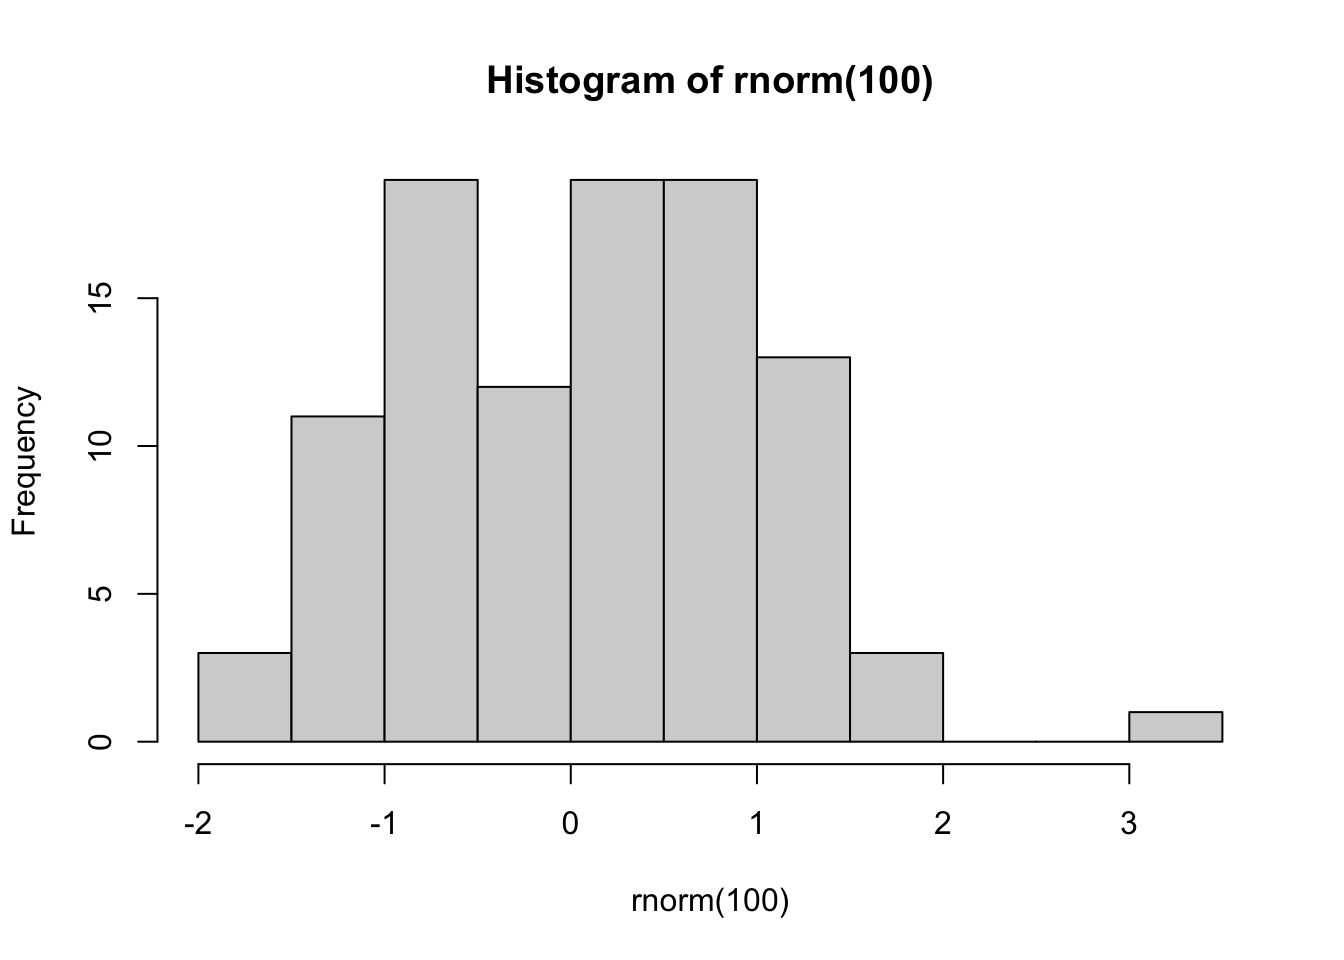 Histogram of rnorm(100)
Frequency
15
10
5
0
-2 -1 0 1 2 3
rnorm(100)